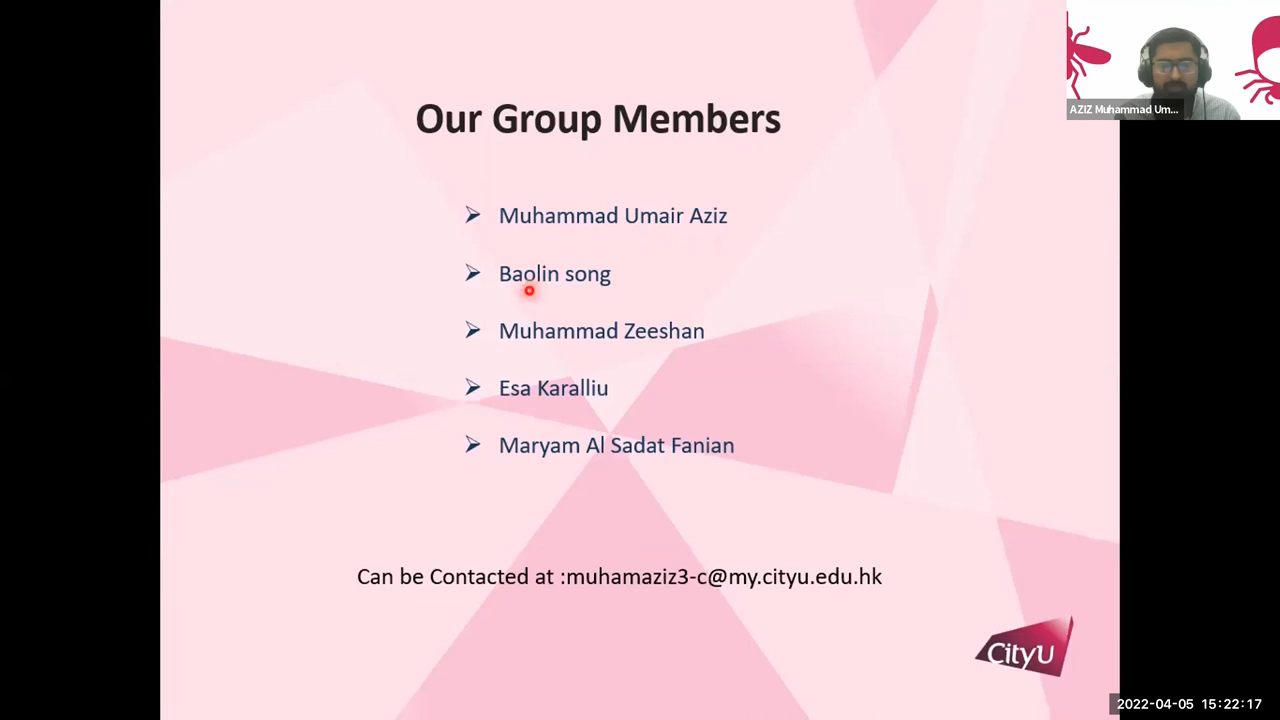 Our Group Members
AZIZ Muhammad Um...
➢ Muhammad Umair Aziz
➢ Baolin song
➢ Muhammad Zeeshan
➢ Esa Karalliu
➢ Maryam Al Sadat Fanian
Can be Contacted at :muhamaziz3-c@my.cityu.edu.hk
CityU
2022-04-05 15:22:17